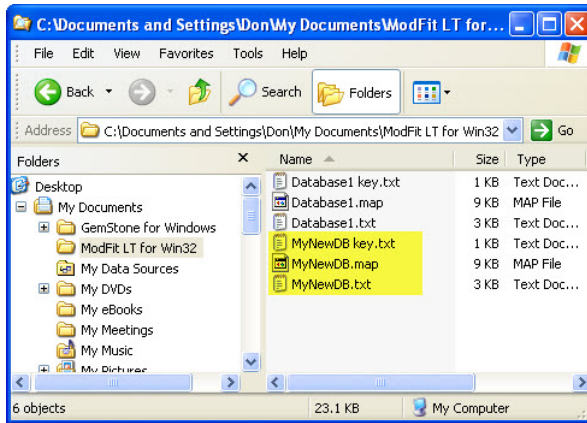 C:\Documents and Settings\Don\My Documents\ModFit LT for...
File Edit View Favorites Tools Help
Back Search Folders
Address C:\Documents and Settings\Don\My Documents\ModFit LT for Win32 Go
Folders
Desktop
My Documents
GemStone for Windows
ModFit LT for Win32
My Data Sources
My DVDs
My eBooks
My Meetings
My Music
My Pictures
Name Size Type
Database1 key.txt 1 KB Text Doc...
Database1.map 9 KB MAP File
Database1.txt 3 KB Text Doc...
MyNewDB key.txt 1 KB Text Doc...
MyNewDB.map 9 KB MAP File
MyNewDB.txt 3 KB Text Doc...
6 objects 23.1 KB My Computer